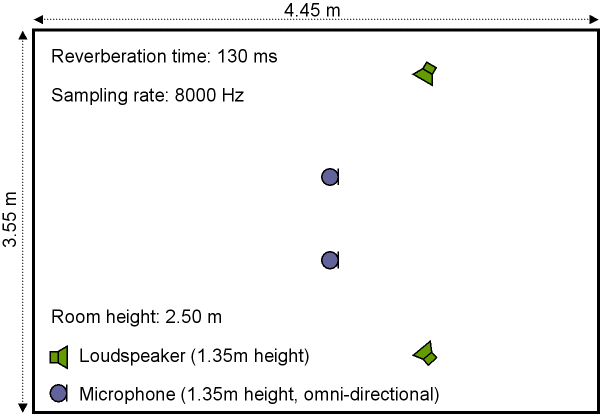 4.45 m
Reverberation time: 130 ms
Sampling rate: 8000 Hz
3.55 m
Room height: 2.50 m
Loudspeaker (1.35m height)
Microphone (1.35m height, omni-directional)